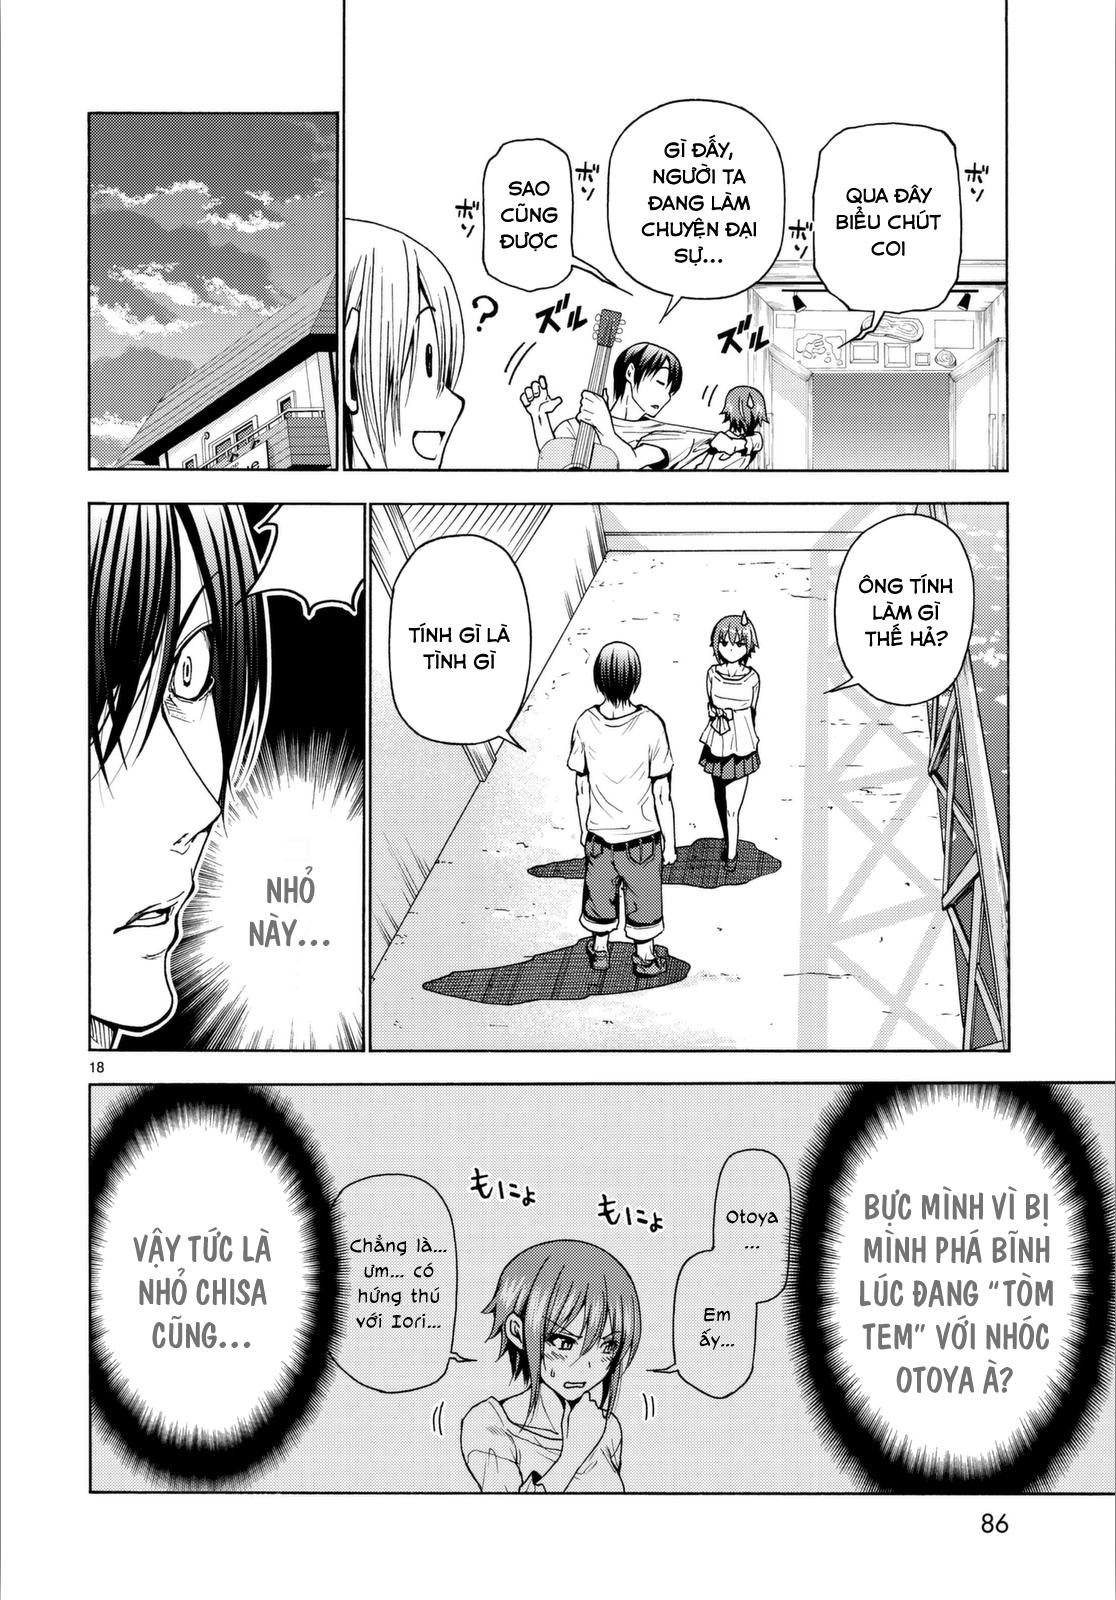 QUA ĐÂY
BIỂU CHÚT
COI
ボソ
ボソ
GÌ ĐẤY,
NGƯỜI TA
ĐANG LÀM
CHUYỆN ĐẠI
SỰ...
ボソ
SAO
CŨNG
ĐƯỢC
ボソ
ズル
ズル
?
ÔNG TÍNH
LÀM GÌ
THẾ HẢ?
TÍNH GÌ LÀ
TÌNH GÌ
NHỎ
NÀY...
18
BỰC MÌNH VÌ BỊ
MÌNH PHÁ BĨNH
LÚC ĐANG “TÒM
TEM” VỚI NHÓC
OTOYA À?
Otoya
...
Em
ấy...
もにょ
もにょ
Chẳng là...
ưm... có
hứng thú
với Iori...
VẬY TỨC LÀ
NHỎ CHISA
CŨNG...
86